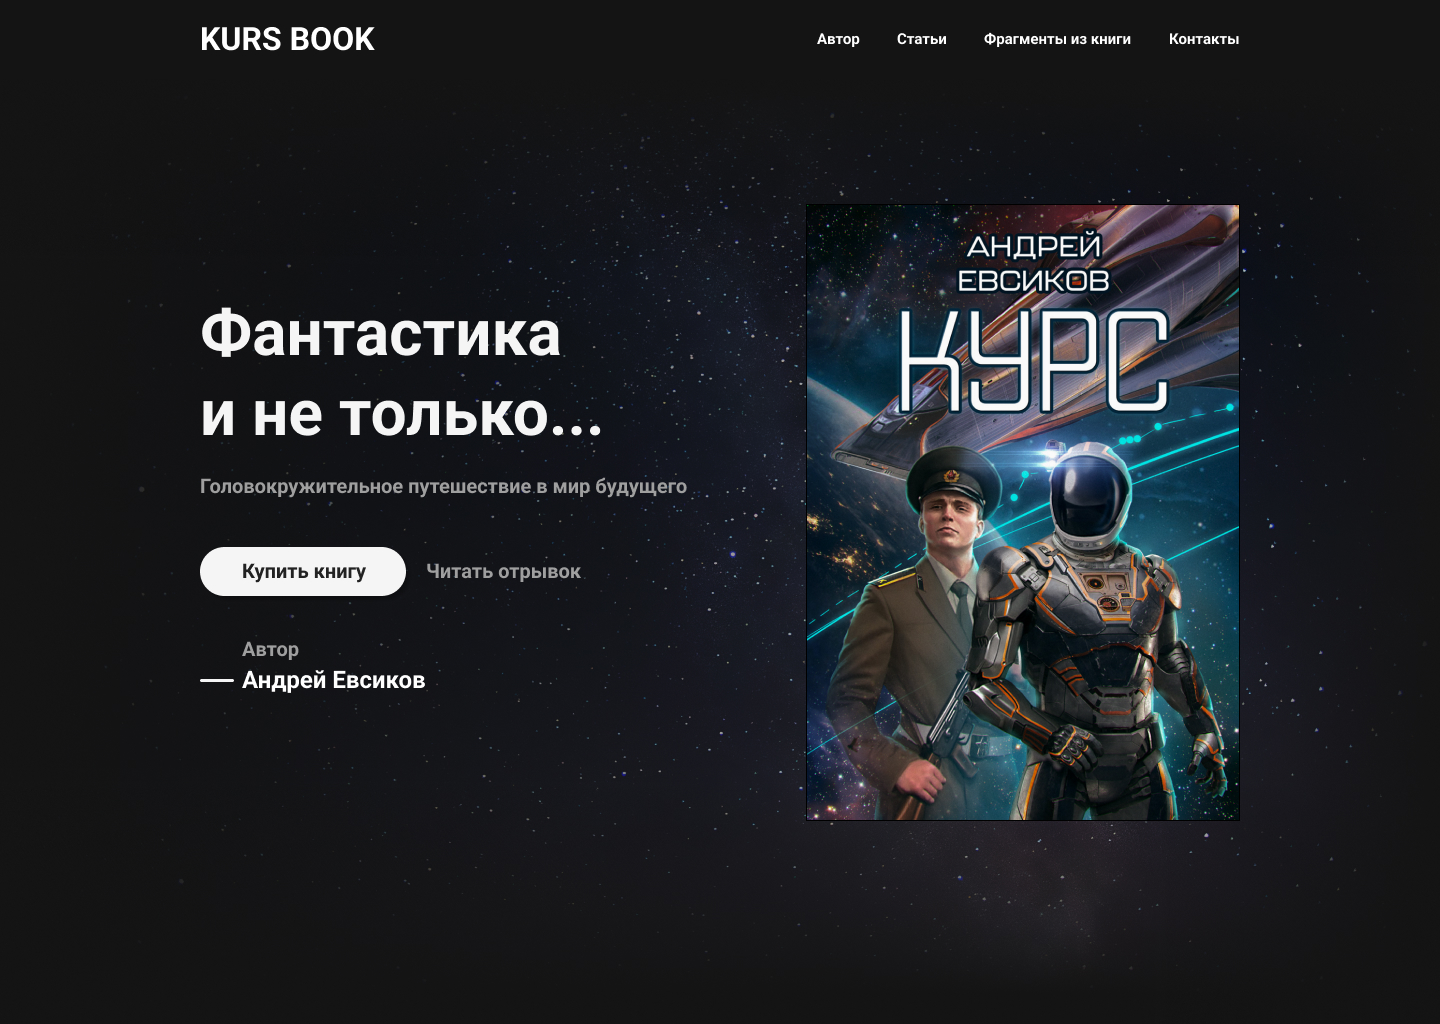 KURS BOOK
Автор
Статьи
Фрагменты из книги
Контакты
Фантастика
и не только...
Головокружительное путешествие в мир будущего
Купить книгу
Читать отрывок
Автор
Андрей Евсиков
АНДРЕЙ
ЕВСИКОВ
КУРС